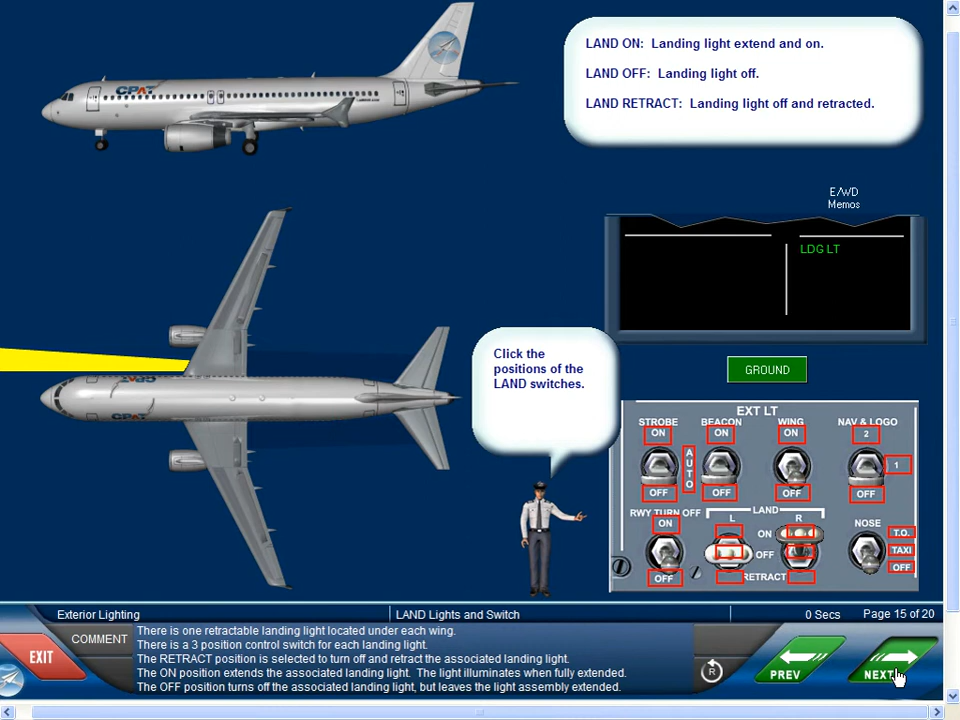 LAND ON: Landing light extend and on.
LAND OFF: Landing light off.
LAND RETRACT: Landing light off and retracted.
CPAT
E/WD
Memos
LDG LT
CPAT
CPAT
Click the
positions of the
LAND switches.
GROUND
EXT LT
STROBE BEACON WING NAV & LOGO
ON ON ON 2
AUTO 1
OFF OFF OFF OFF
RWY TURN OFF LAND
ON L R NOSE
ON T.O.
OFF TAXI
OFF RETRACT OFF
Exterior Lighting LAND Lights and Switch 0 Secs Page 15 of 20
EXIT
COMMENT
There is one retractable landing light located under each wing.
There is a 3 position control switch for each landing light.
The RETRACT position is selected to turn off and retract the associated landing light.
The ON position extends the associated landing light. The light illuminates when fully extended.
The OFF position turns off the associated landing light, but leaves the light assembly extended.
R
PREV
NEXT